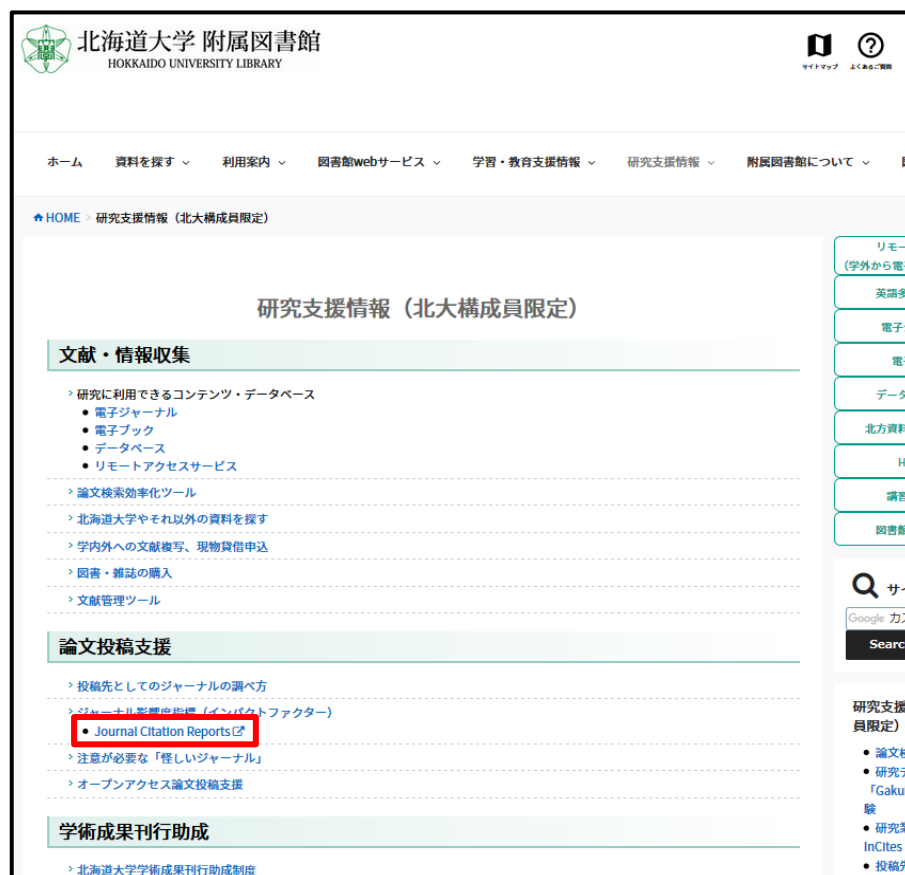 北海道大学 附属図書館
HOKKAIDO UNIVERSITY LIBRARY
サイトマップ よくあるご質問
ホーム 資料を探す 利用案内 図書館webサービス 学習・教育支援情報 研究支援情報 附属図書館について
HOME > 研究支援情報（北大構成員限定）
研究支援情報（北大構成員限定）
文献・情報収集
> 研究に利用できるコンテンツ・データベース
● 電子ジャーナル
● 電子ブック
● データベース
● リモートアクセスサービス
> 論文検索効率化ツール
> 北海道大学やそれ以外の資料を探す
> 学内外への文献複写、現物貸借申込
> 図書・雑誌の購入
> 文献管理ツール
論文投稿支援
> 投稿先としてのジャーナルの調べ方
> ジャーナル影響度指標（インパクトファクター）
● Journal Citation Reports
> 注意が必要な「怪しいジャーナル」
> オープンアクセス論文投稿支援
学術成果刊行助成
> 北海道大学学術成果刊行助成制度
リモー
（学外から電
英語多
電子
電
データ
北方資料
H
講習
図書館
サイ
Google カス
Searc
研究支援
員限定）
● 論文検
● 研究デ
「Gaku
験
● 研究業
InCites
● 投稿先